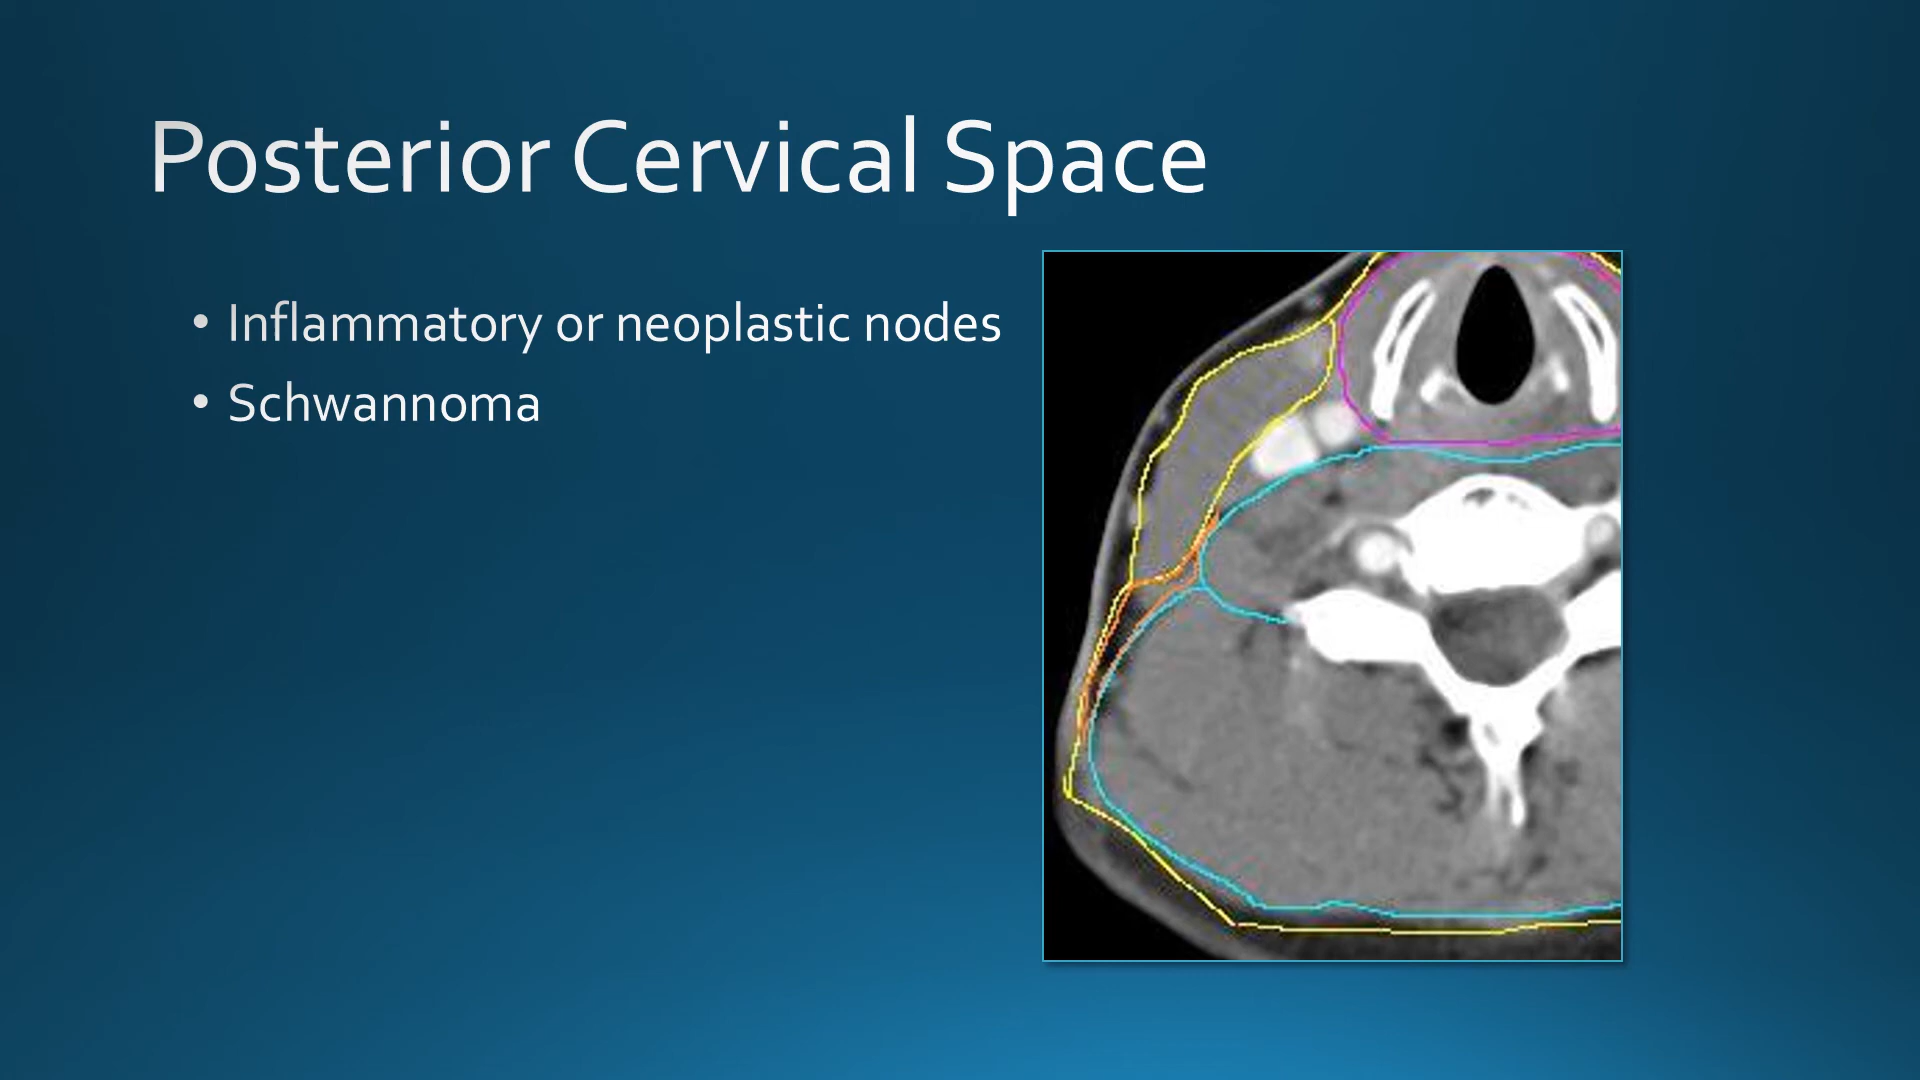 Posterior Cervical Space
• Inflammatory or neoplastic nodes
• Schwannoma